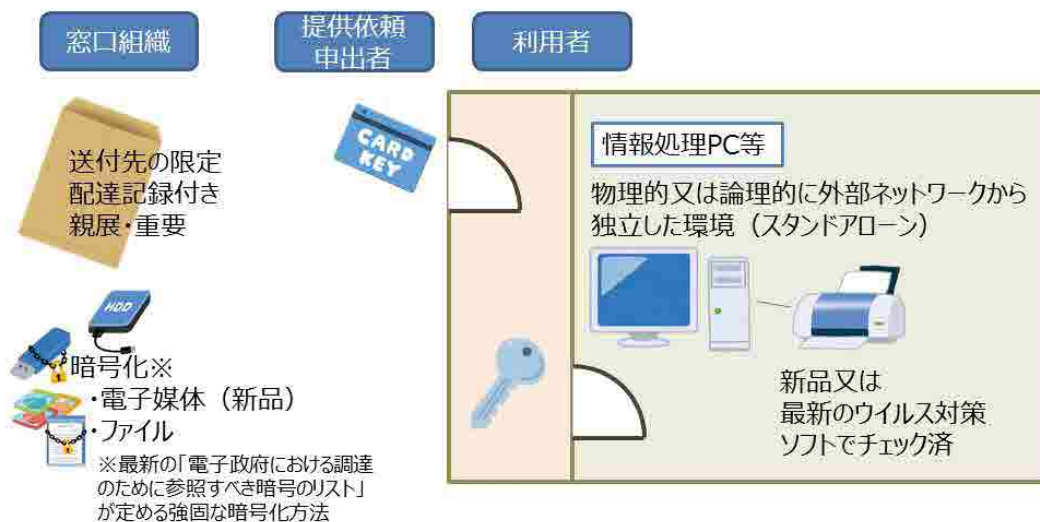 窓口組織
提供依頼
申出者
利用者
送付先の限定
配達記録付き
親展・重要
CARD
KEY
情報処理PC等
物理的又は論理的に外部ネットワークから
独立した環境（スタンドアローン）
HDD
暗号化※
・電子媒体（新品）
・ファイル
※最新の「電子政府における調達
のために参照すべき暗号のリスト」
が定める強固な暗号化方法
新品又は
最新のウイルス対策
ソフトでチェック済